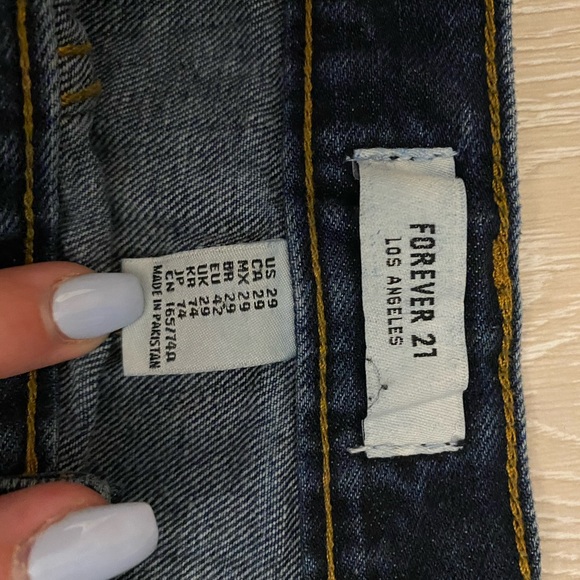 US 29
CA 29
MX 29
BR 29
EU 42
UK 29
KR 74
JP 74
CN 165/74A
MADE IN PAKISTAN
FOREVER 21
LOS ANGELES